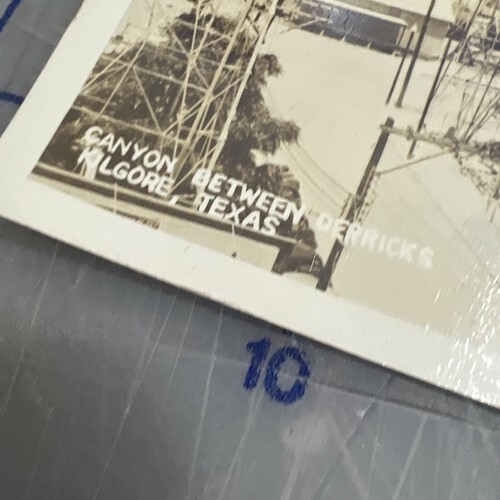 CANYON BETWEEN DERRICKS
KILGORE, TEXAS
10